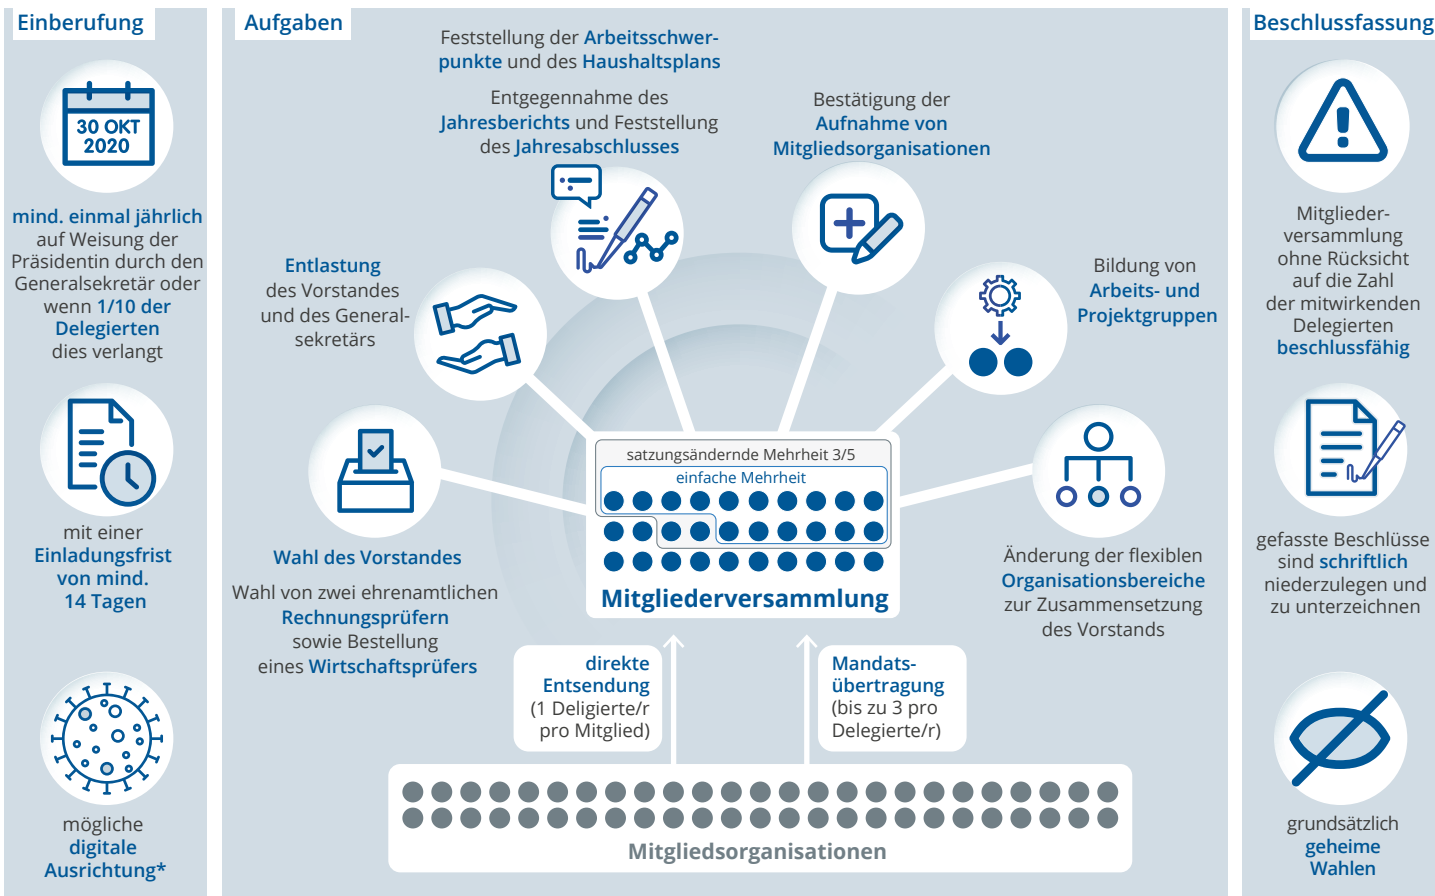 Einberufung
30 OKT
2020
mind. einmal jährlich
auf Weisung der
Präsidentin durch den
Generalsekretär oder
wenn 1/10 der
Delegierten
dies verlangt
mit einer
Einladungsfrist
von mind.
14 Tagen
mögliche
digitale
Ausrichtung*
Aufgaben
Feststellung der Arbeitsschwer-
punkte und des Haushaltsplans
Entgegennahme des
Jahresberichts und Feststellung
des Jahresabschlusses
Bestätigung der
Aufnahme von
Mitgliedsorganisationen
Entlastung
des Vorstandes
und des General-
sekretärs
Bildung von
Arbeits- und
Projektgruppen
Wahl des Vorstandes
Wahl von zwei ehrenamtlichen
Rechnungsprüfern
sowie Bestellung
eines Wirtschaftsprüfers
Änderung der flexiblen
Organisationsbereiche
zur Zusammensetzung
des Vorstands
satzungsändernde Mehrheit 3/5
einfache Mehrheit
Mitgliederversammlung
direkte
Entsendung
(1 Deligierte/r
pro Mitglied)
Mandats-
übertragung
(bis zu 3 pro
Delegierte/r)
Mitgliedsorganisationen
Beschlussfassung
Mitglieder-
versammlung
ohne Rücksicht
auf die Zahl
der mitwirkenden
Delegierten
beschlussfähig
gefasste Beschlüsse
sind schriftlich
niederzulegen und
zu unterzeichnen
grundsätzlich
geheime
Wahlen